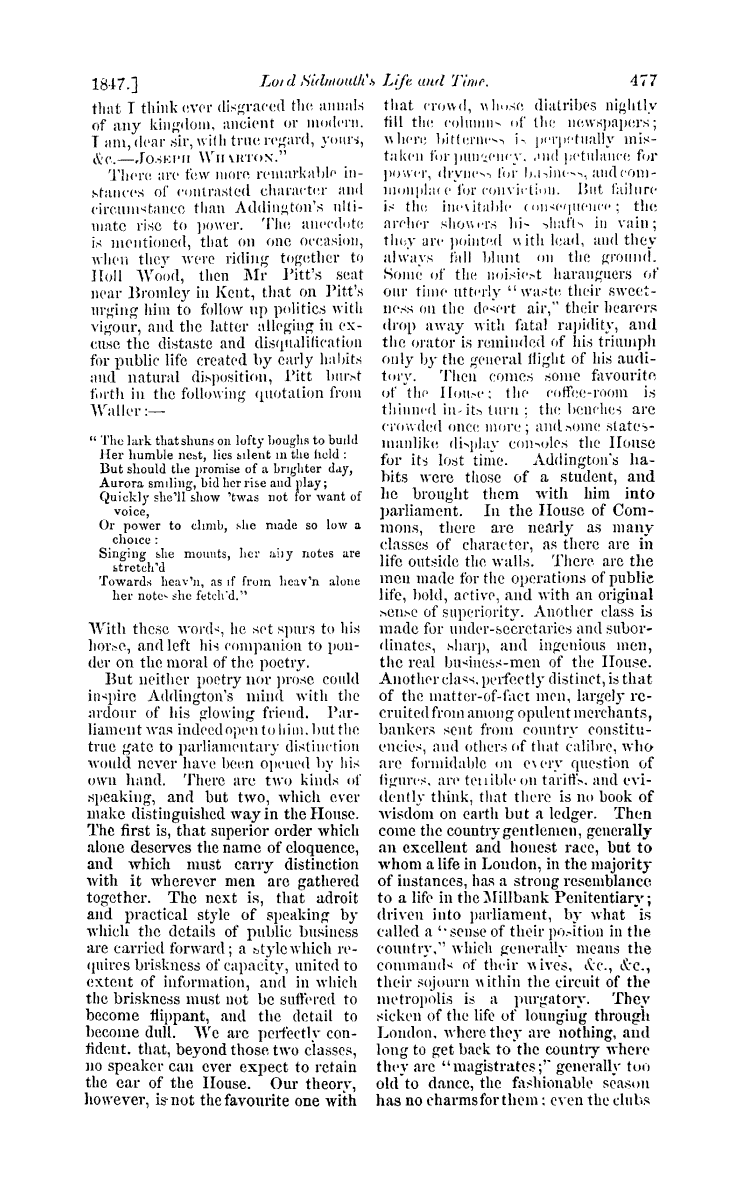 1847.] Lord Sidmouth's Life and Time. 477
that I think ever disgraced the annals
of any kingdom, ancient or modern.
I am, dear sir, with true regard, yours,
&c.—JOSEPH WHARTON."
There are few more remarkable in-
stances of contrasted character and
circumstance than Addington's ulti-
mate rise to power. The anecdote
is mentioned, that on one occasion,
when they were riding together to
Holl Wood, then Mr Pitt's seat
near Bromley in Kent, that on Pitt's
urging him to follow up politics with
vigour, and the latter alleging in ex-
cuse the distaste and disqualification
for public life created by early habits
and natural disposition, Pitt burst
forth in the following quotation from
Waller:—
" The lark that shuns on lofty boughs to build
Her humble nest, lies silent in the field :
But should the promise of a brighter day,
Aurora smiling, bid her rise and play ;
Quickly she'll show 'twas not for want of
voice,
Or power to climb, she made so low a
choice :
Singing she mounts, her airy notes are
stretch'd
Towards heav'n, as if from heav'n alone
her notes she fetch'd."
With these words, he set spurs to his
horse, and left his companion to pon-
der on the moral of the poetry.
But neither poetry nor prose could
inspire Addington's mind with the
ardour of his glowing friend. Par-
liament was indeed open to him, but the
true gate to parliamentary distinction
would never have been opened by his
own hand. There are two kinds of
speaking, and but two, which ever
make distinguished way in the House.
The first is, that superior order which
alone deserves the name of eloquence,
and which must carry distinction
with it wherever men are gathered
together. The next is, that adroit
and practical style of speaking by
which the details of public business
are carried forward ; a style which re-
quires briskness of capacity, united to
extent of information, and in which
the briskness must not be suffered to
become flippant, and the detail to
become dull. We are perfectly con-
fident. that, beyond those two classes,
no speaker can ever expect to retain
the ear of the House. Our theory,
however, is not the favourite one with
that crowd, whose diatribes nightly
fill the columns of the newspapers ;
where bitterness is perpetually mis-
taken for pungency, and petulance for
power, dryness for business, and com-
monplace for conviction. But failure
is the inevitable consequence ; the
archer showers his shafts in vain ;
they are pointed with lead, and they
always fall blunt on the ground.
Some of the noisiest haranguers of
our time utterly "waste their sweet-
ness on the desert air," their hearers
drop away with fatal rapidity, and
the orator is reminded of his triumph
only by the general flight of his audi-
tory. Then comes some favourite
of the House ; the coffee-room is
thinned in its turn ; the benches are
crowded once more ; and some states-
manlike display consoles the House
for its lost time. Addington's ha-
bits were those of a student, and
he brought them with him into
parliament. In the House of Com-
mons, there are nearly as many
classes of character, as there are in
life outside the walls. There are the
men made for the operations of public
life, bold, active, and with an original
sense of superiority. Another class is
made for under-secretaries and subor-
dinates, sharp, and ingenious men,
the real business-men of the House.
Another class, perfectly distinct, is that
of the matter-of-fact men, largely re-
cruited from among opulent merchants,
bankers sent from country constitu-
encies, and others of that calibre, who
are formidable on every question of
figures, are terrible on tariffs, and evi-
dently think, that there is no book of
wisdom on earth but a ledger. Then
come the country gentlemen, generally
an excellent and honest race, but to
whom a life in London, in the majority
of instances, has a strong resemblance
to a life in the Millbank Penitentiary ;
driven into parliament, by what is
called a "sense of their position in the
country," which generally means the
commands of their wives, &c., &c.,
their sojourn within the circuit of the
metropolis is a purgatory. They
sicken of the life of lounging through
London, where they are nothing, and
long to get back to the country where
they are "magistrates ;" generally too
old to dance, the fashionable season
has no charms for them ; even the clubs